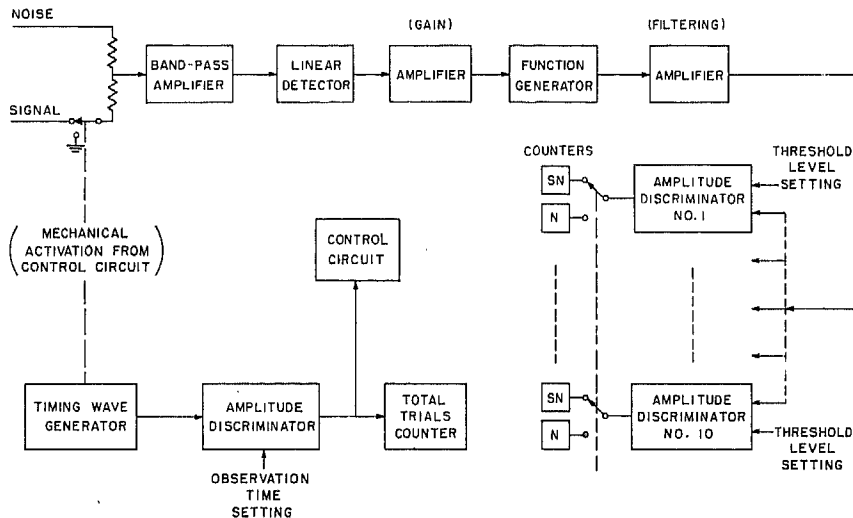 NOISE
SIGNAL
BAND-PASS
AMPLIFIER
LINEAR
DETECTOR
(GAIN)
AMPLIFIER
FUNCTION
GENERATOR
(FILTERING)
AMPLIFIER
COUNTERS
SN
N
AMPLITUDE
DISCRIMINATOR
NO. 1
THRESHOLD
LEVEL
SETTING
(MECHANICAL
ACTIVATION FROM
CONTROL CIRCUIT)
CONTROL
CIRCUIT
TIMING WAVE
GENERATOR
AMPLITUDE
DISCRIMINATOR
TOTAL
TRIALS
COUNTER
OBSERVATION
TIME
SETTING
SN
N
AMPLITUDE
DISCRIMINATOR
NO. 10
THRESHOLD
LEVEL
SETTING